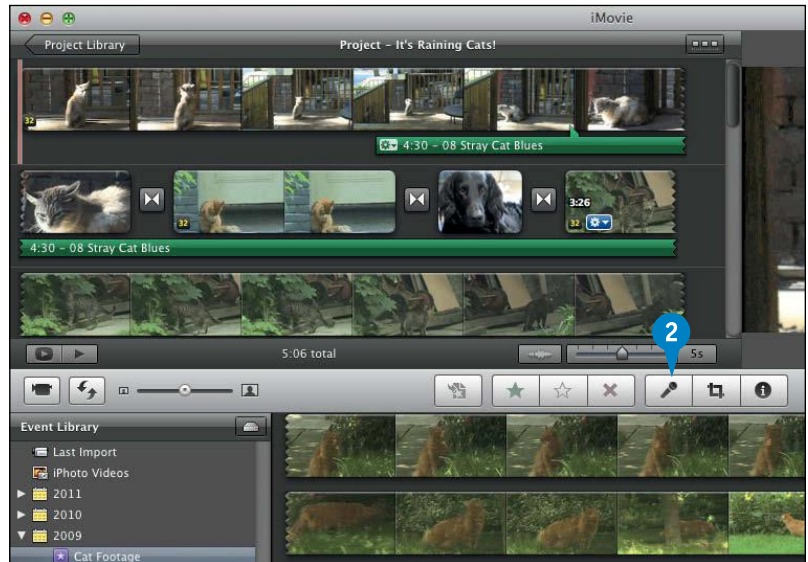 iMovie
Project Library
Project – It's Raining Cats!
32
4:30 – 08 Stray Cat Blues
32
3:26
32
4:30 – 08 Stray Cat Blues
5:06 total
5s
2
Event Library
Last Import
iPhoto Videos
2011
2010
2009
Cat Footage